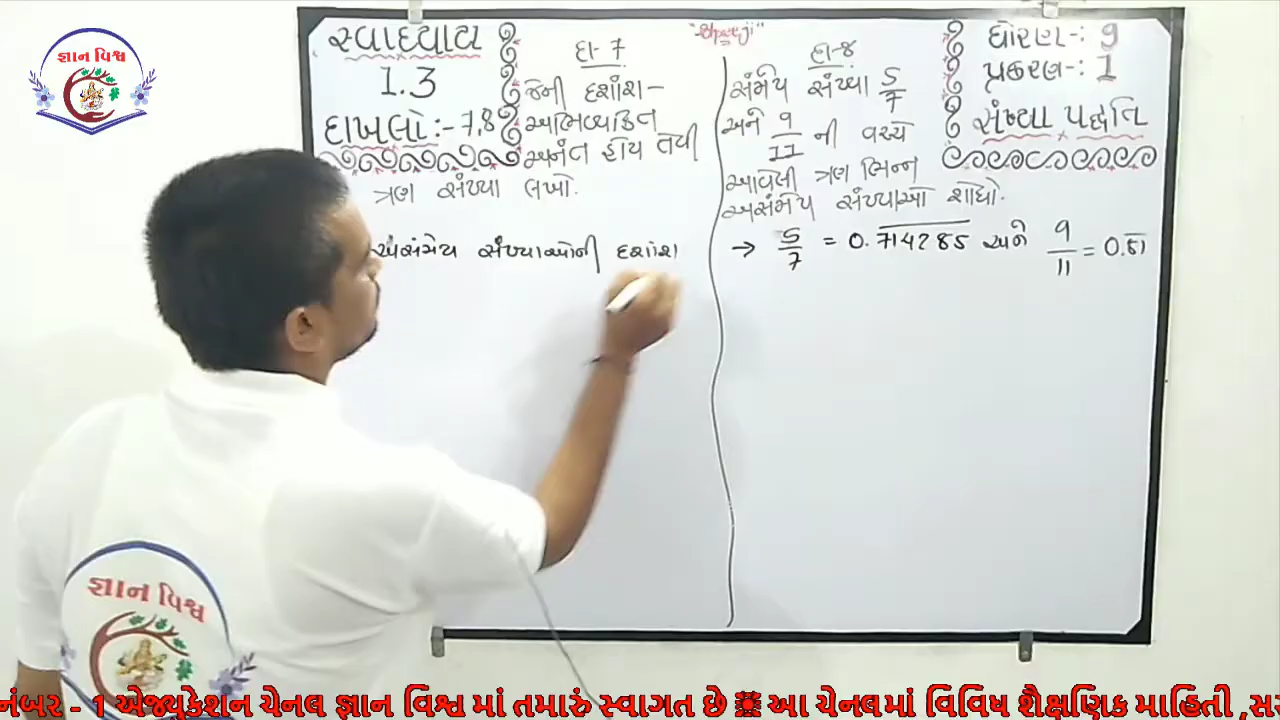 જ્ઞાન વિશ્વ
સ્વાધ્યાય
1.3
દાખલો:-7,8
દા-7
જેની દશાંશ-
અભિવ્યક્તિ
અનંત હોય તેવી
ત્રણ સંખ્યા લખો.
અસંમેય સંખ્યાઓની દશાંશ
દા-8
સંમેય સંખ્યા 5/7
અને 9/11 ની વચ્ચે
આવેલી ત્રણ ભિન્ન
અસંમેય સંખ્યાઓ શોધો.
→ 5/7 = 0.714285 અને 9/11 = 0.81
ધોરણ-: 9
પ્રકરણ-: 1
સંખ્યા પદ્ધતિ
જ્ઞાન વિશ્વ
નંબર - 1 એજ્યુકેશન ચેનલ જ્ઞાન વિશ્વ માં તમારું સ્વાગત છે આ ચેનલમાં વિવિધ શૈક્ષણિક માહિતી ,સ